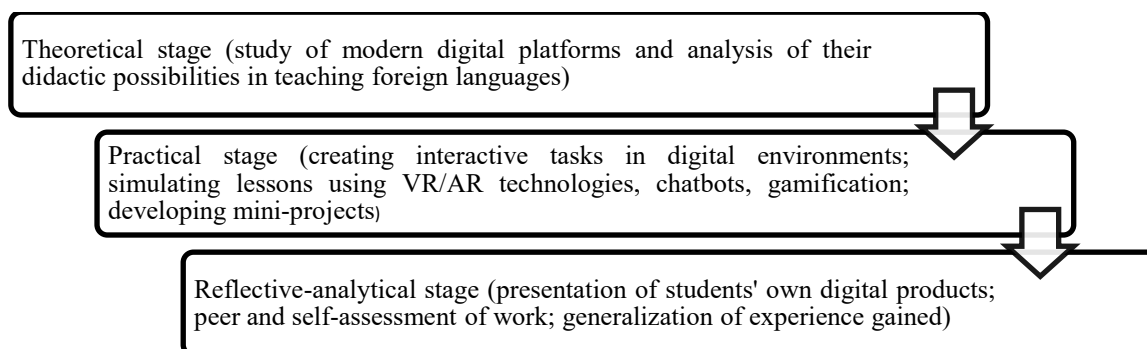 Theoretical stage (study of modern digital platforms and analysis of their
didactic possibilities in teaching foreign languages)
Practical stage (creating interactive tasks in digital environments;
simulating lessons using VR/AR technologies, chatbots, gamification;
developing mini-projects)
Reflective-analytical stage (presentation of students' own digital products;
peer and self-assessment of work; generalization of experience gained)